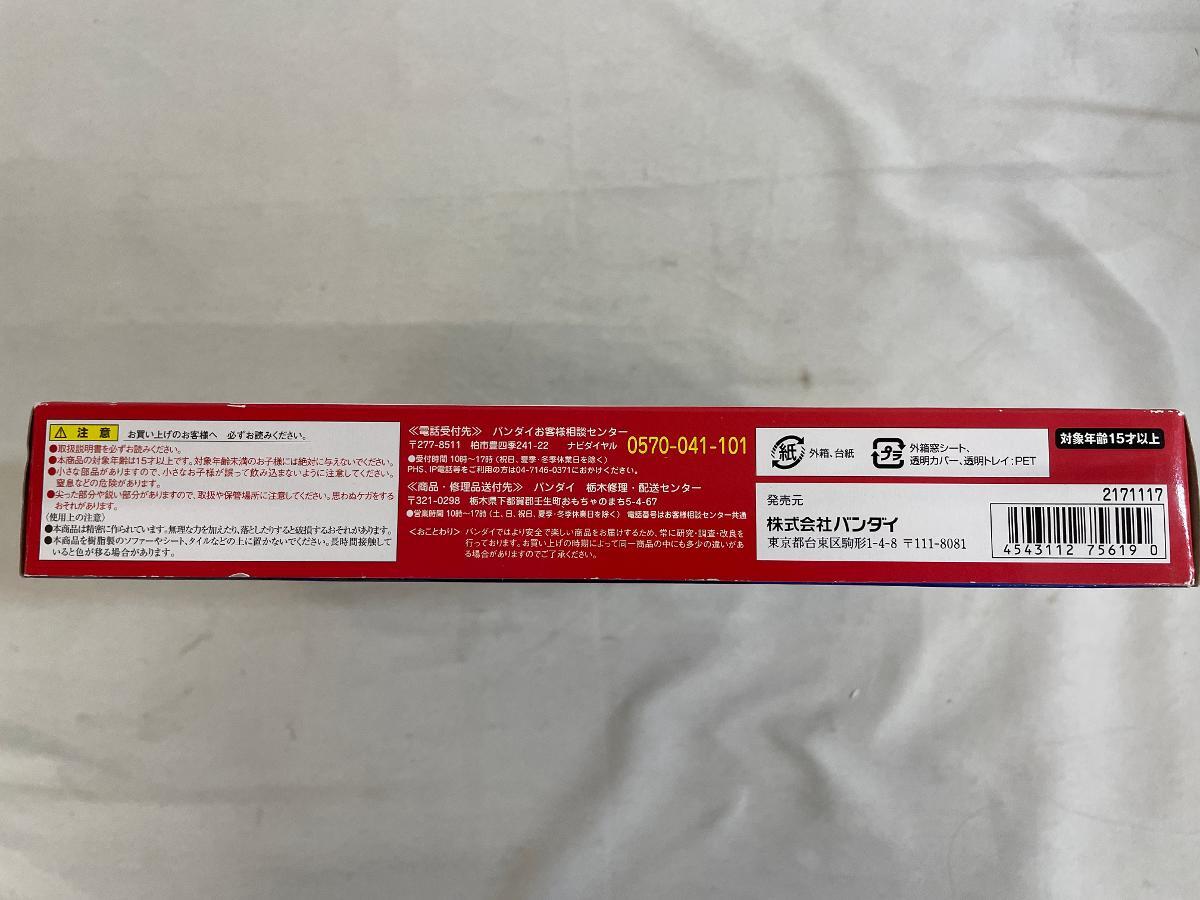 注意 お買い上げのお客様へ 必ずお読みください。
●取扱説明書を必ずお読みください。
●本商品の対象年齢は15才以上です。対象年齢未満のお子様には絶対に与えないでください。
●小さな部品がありますので、小さなお子様が誤って飲み込まないように注意してください。
窒息などの危険があります。
●尖った部分や鋭い部分がありますので、取扱や保管場所に注意してください。思わぬケガをする
おそれがあります。
〈使用上の注意〉
●本商品は精密に作られています。無理な力を加えたり、落としたりすると破損するおそれがあります。
●本商品を樹脂製のソファーやシート、タイルなどの上に置かないでください。長時間接触して
いると色が移る場合があります。
≪電話受付先≫ バンダイお客様相談センター
〒277-8511 柏市豊四季241-22 ナビダイヤル 0570-041-101
●受付時間 10時〜17時(祝日、夏季・冬季休業日を除く)
PHS、IP電話等をご利用の方は04-7146-0371におかけください。
≪商品・修理品送付先≫ バンダイ 栃木修理・配送センター
〒321-0298 栃木県下都賀郡壬生町おもちゃのまち5-4-67
●営業時間 10時〜17時(土、日、祝日、夏季・冬季休業日を除く) 電話番号はお客様相談センター共通
<おことわり> バンダイではより安全で楽しい商品をお届けするため、常に研究・調査・改良を
行っております。お買い上げの時期によって同一商品の中にも多少の違いがあ
る場合がありますのでご了承ください。
紙 外箱、台紙
プラ 外箱窓シート、
透明カバー、透明トレイ:PET
対象年齢15才以上
発売元
株式会社バンダイ
東京都台東区駒形1-4-8 〒111-8081
2171117
4543112 75619 0